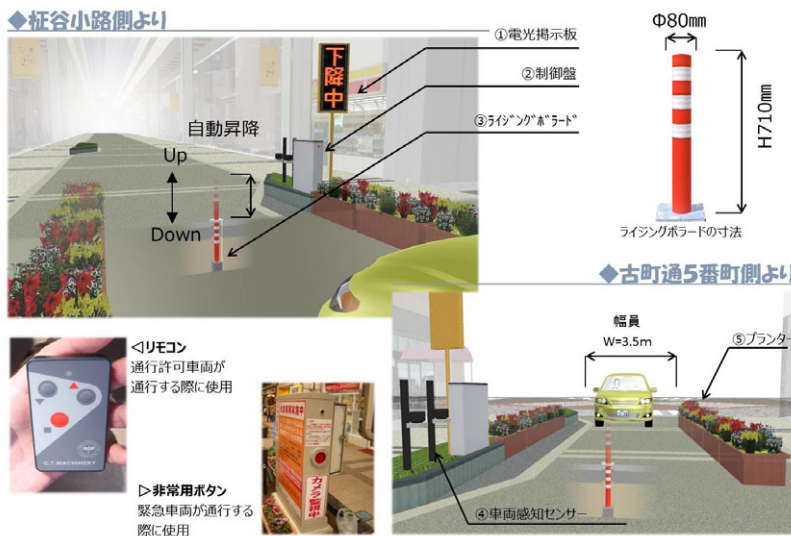 ◆柾谷小路側より
①電光掲示板
②制御盤
③ﾗｲｼﾞﾝｸﾞﾎﾞﾗｰﾄﾞ
下降中
自動昇降
Up
Down
Φ80㎜
H710㎜
ライジングボラードの寸法
◆古町通5番町側より
幅員
W=3.5m
⑤プランター
④車両感知センサー
◁リモコン
通行許可車両が
通行する際に使用
C.T.MACHINERY
▷非常用ボタン
緊急車両が通行する
際に使用
カメラ監視中